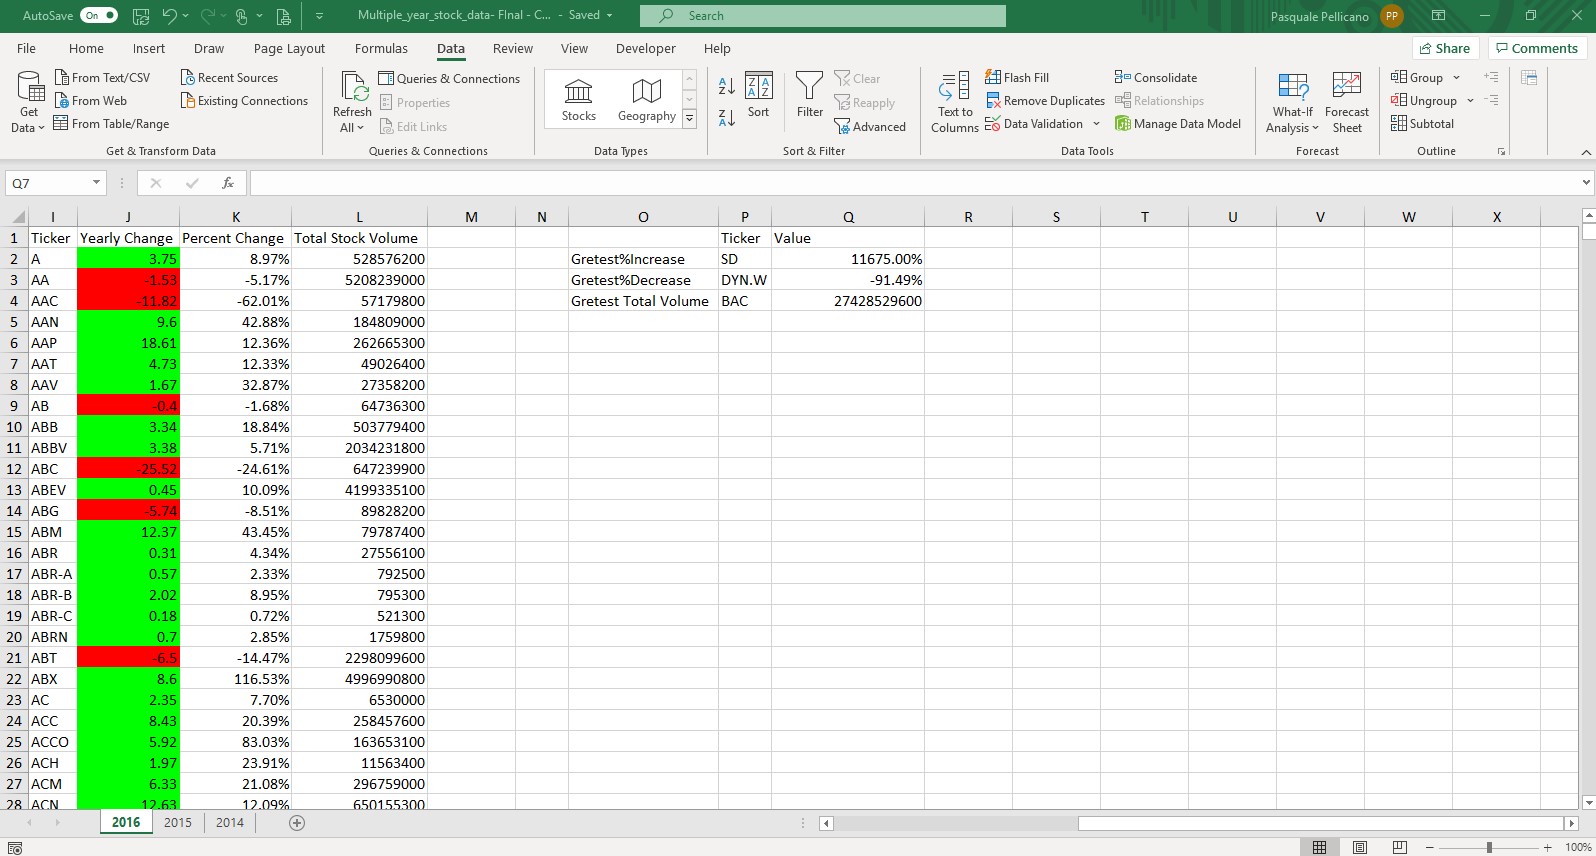 AutoSave On Multiple_year_stock_data- FInal - C... - Saved Search Pasquale Pellicano PP
File Home Insert Draw Page Layout Formulas Data Review View Developer Help Share Comments
Get Data
From Text/CSV
From Web
From Table/Range
Recent Sources
Existing Connections
Get & Transform Data
Refresh All
Queries & Connections
Properties
Edit Links
Queries & Connections
Stocks Geography
Data Types
Sort
Filter
Clear
Reapply
Advanced
Sort & Filter
Text to Columns
Flash Fill
Remove Duplicates
Data Validation
Consolidate
Relationships
Manage Data Model
Data Tools
What-If Analysis
Forecast Sheet
Forecast
Group
Ungroup
Subtotal
Outline
Q7 fx
I J K L M N O P Q R S T U V W X
1 Ticker Yearly Change Percent Change Total Stock Volume Ticker Value
2 A 3.75 8.97% 528576200 Gretest%Increase SD 11675.00%
3 AA -1.53 -5.17% 5208239000 Gretest%Decrease DYN.W -91.49%
4 AAC -11.82 -62.01% 57179800 Gretest Total Volume BAC 27428529600
5 AAN 9.6 42.88% 184809000
6 AAP 18.61 12.36% 262665300
7 AAT 4.73 12.33% 49026400
8 AAV 1.67 32.87% 27358200
9 AB -0.4 -1.68% 64736300
10 ABB 3.34 18.84% 503779400
11 ABBV 3.38 5.71% 2034231800
12 ABC -25.52 -24.61% 647239900
13 ABEV 0.45 10.09% 4199335100
14 ABG -5.74 -8.51% 89828200
15 ABM 12.37 43.45% 79787400
16 ABR 0.31 4.34% 27556100
17 ABR-A 0.57 2.33% 792500
18 ABR-B 2.02 8.95% 795300
19 ABR-C 0.18 0.72% 521300
20 ABRN 0.7 2.85% 1759800
21 ABT -6.5 -14.47% 2298099600
22 ABX 8.6 116.53% 4996990800
23 AC 2.35 7.70% 6530000
24 ACC 8.43 20.39% 258457600
25 ACCO 5.92 83.03% 163653100
26 ACH 1.97 23.91% 11563400
27 ACM 6.33 21.08% 296759000
28 ACN 12.63 12.09% 650155300
2016 2015 2014
100%